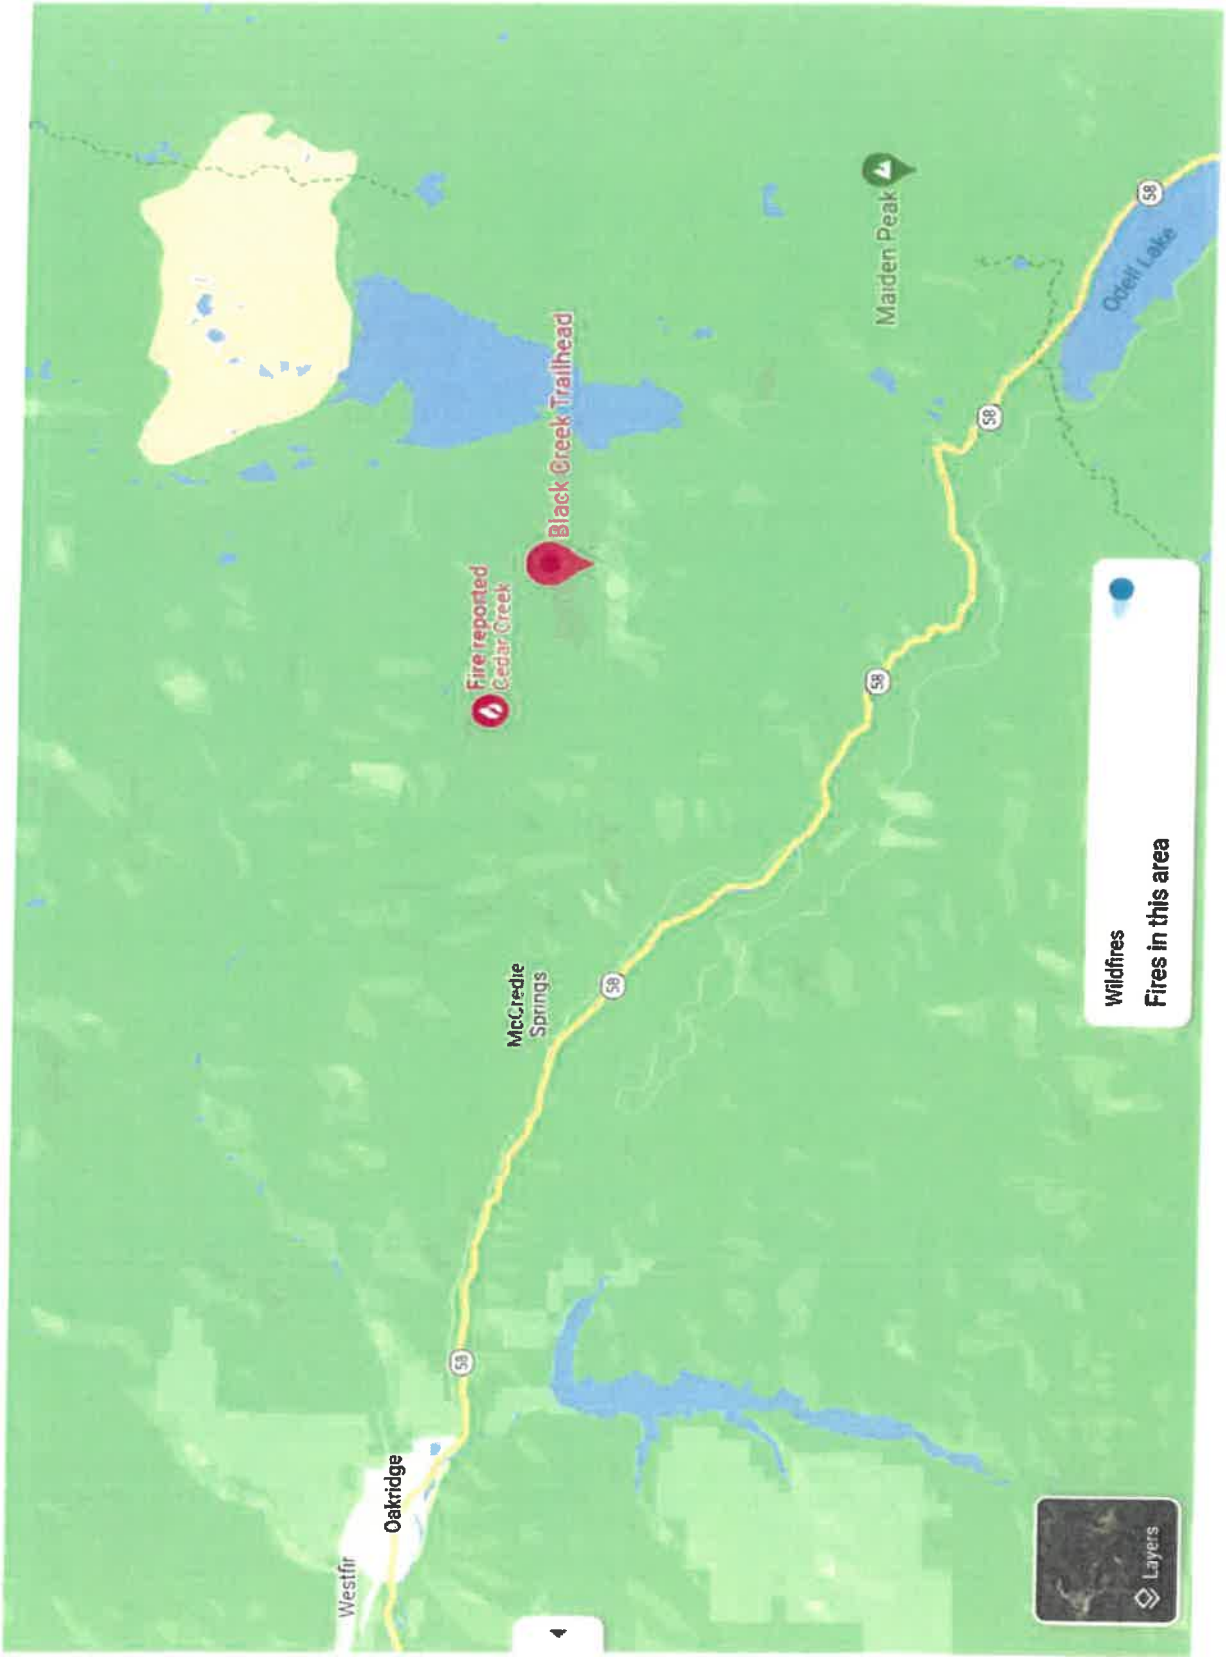 Westfir
Oakridge
58
McCredie
Springs
58
Fire reported
Cedar Creek
Black Creek Trailhead
58
58
Maiden Peak
58
Odell Lake
Wildfires
Fires in this area
Layers